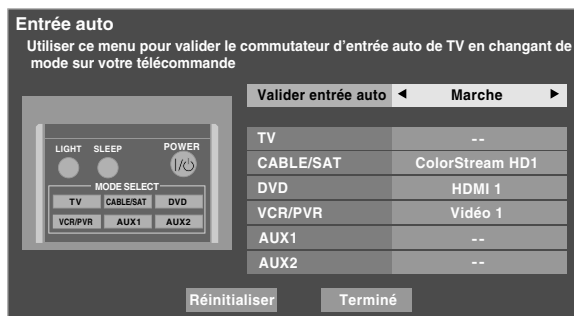 Entrée auto
Utiliser ce menu pour valider le commutateur d'entrée auto de TV en changant de
mode sur votre télécommande
Valider entrée auto ◀ Marche ▶
LIGHT SLEEP POWER
MODE SELECT
TV CABLE/SAT DVD
VCR/PVR AUX1 AUX2
TV --
CABLE/SAT ColorStream HD1
DVD HDMI 1
VCR/PVR Vidéo 1
AUX1 --
AUX2 --
Réinitialiser Terminé